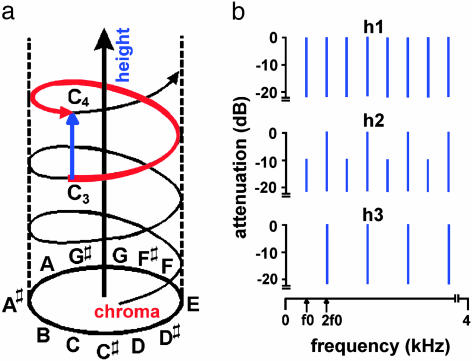 a
height
C4
C3
A G♯ G F♯ F
A♯ chroma E
B C C♯ D D♯
b
attenuation (dB)
h1
0
-10
-20
h2
0
-10
-20
h3
0
-10
-20
0 f0 2f0 4
frequency (kHz)